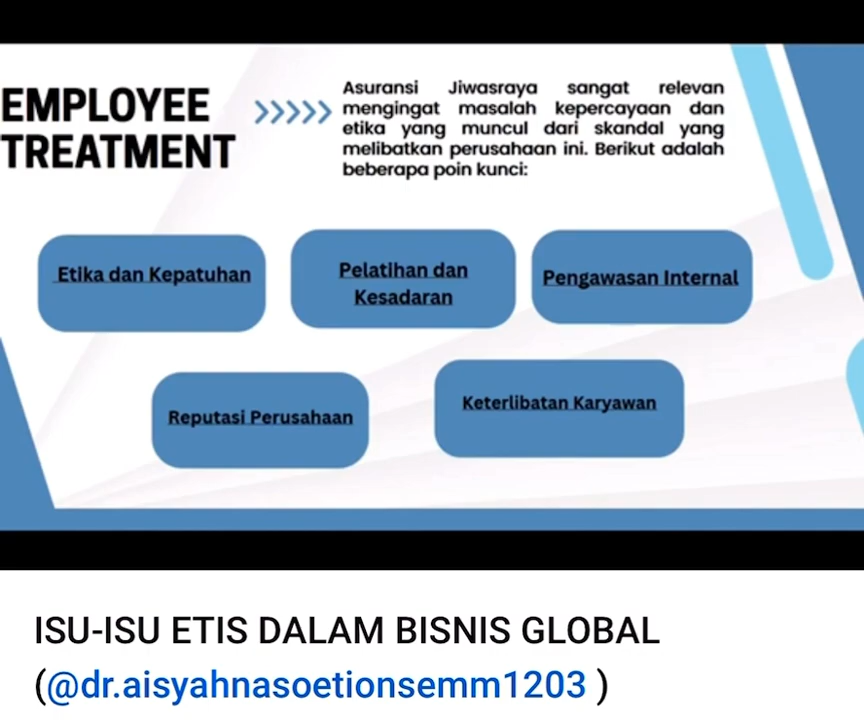 EMPLOYEE
TREATMENT
>>>>>
Asuransi Jiwasraya sangat relevan
mengingat masalah kepercayaan dan
etika yang muncul dari skandal yang
melibatkan perusahaan ini. Berikut adalah
beberapa poin kunci:
Etika dan Kepatuhan
Pelatihan dan
Kesadaran
Pengawasan Internal
Reputasi Perusahaan
Keterlibatan Karyawan
ISU-ISU ETIS DALAM BISNIS GLOBAL
(@dr.aisyahnasoetionsemm1203 )